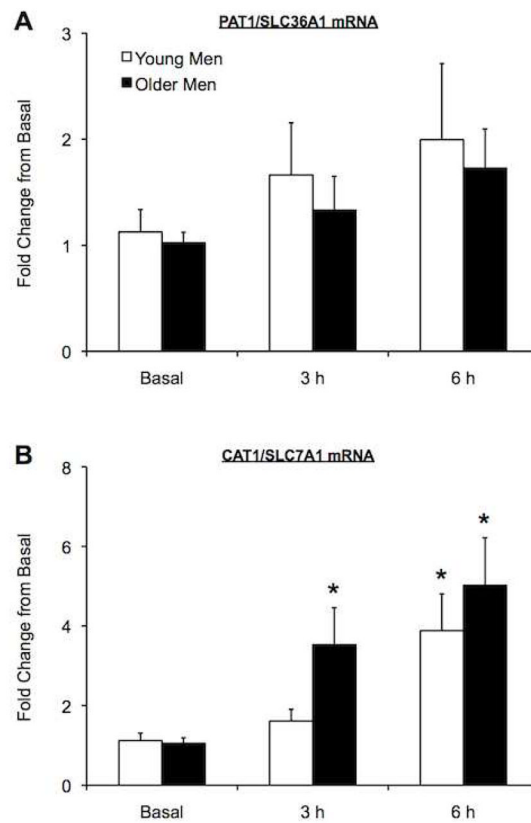 A
PAT1/SLC36A1 mRNA
Young Men
Older Men
Fold Change from Basal
3
2
1
0
Basal 3 h 6 h
B
CAT1/SLC7A1 mRNA
Fold Change from Basal
8
6
4
2
0
* * *
Basal 3 h 6 h